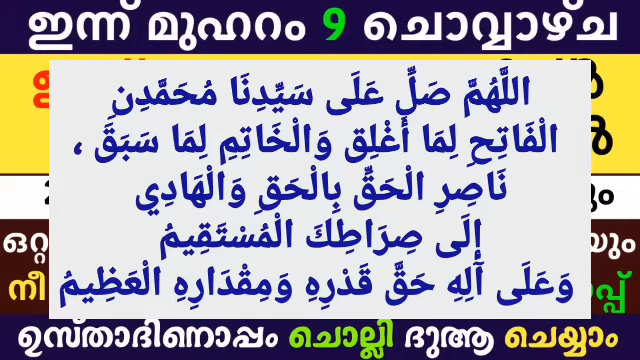 ഇന്ന് മുഹറം 9 ചൊവ്വാഴ്ച
اللَّهُمَّ صَلِّ عَلَى سَيِّدِنَا مُحَمَّدِنِ
الْفَاتِحِ لِمَا أُغْلِقَ وَالْخَاتِمِ لِمَا سَبَقَ ،
نَاصِرِ الْحَقِّ بِالْحَقِ وَالْهَادِي
إِلَى صِرَاطِكَ الْمُسْتَقِيمُ
وَعَلَى آلِهِ حَقَّ قَدْرِهِ وَمِقْدَارِهِ الْعَظِيمُ
ഉസ്താദിനൊപ്പം ചൊല്ലി ദുആ ചെയ്യാം